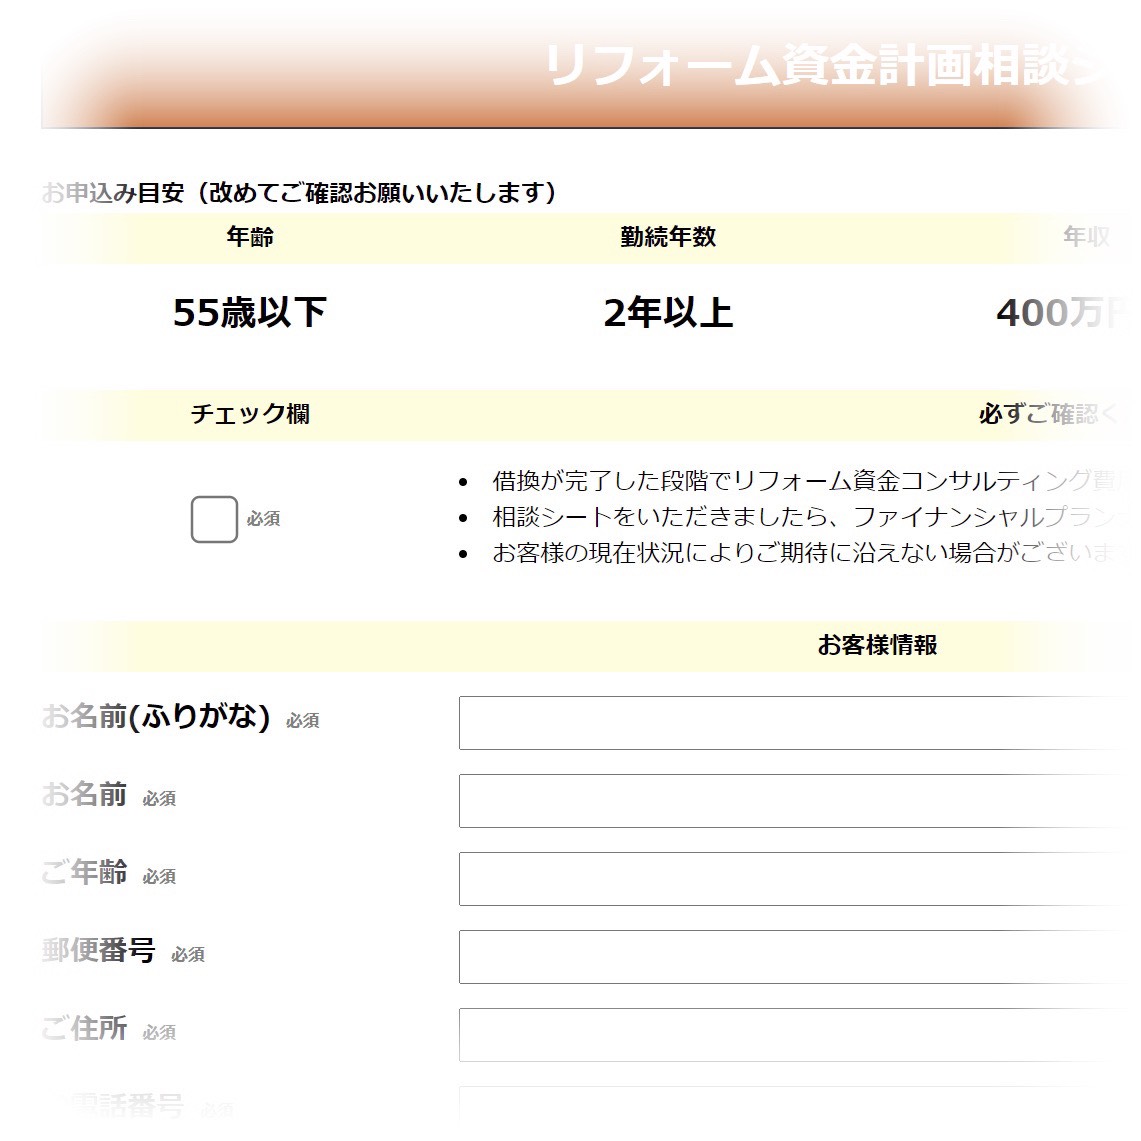 リフォーム資金計画相談シ
お申込み目安（改めてご確認お願いいたします）
年齢 勤続年数 年収
55歳以下 2年以上 400万円
チェック欄 必ずご確認く
必須
・ 借換が完了した段階でリフォーム資金コンサルティング費
・ 相談シートをいただきましたら、ファイナンシャルプラン
・ お客様の現在状況によりご期待に沿えない場合がございま
お客様情報
お名前(ふりがな) 必須
お名前 必須
ご年齢 必須
郵便番号 必須
ご住所 必須
電話番号 必須